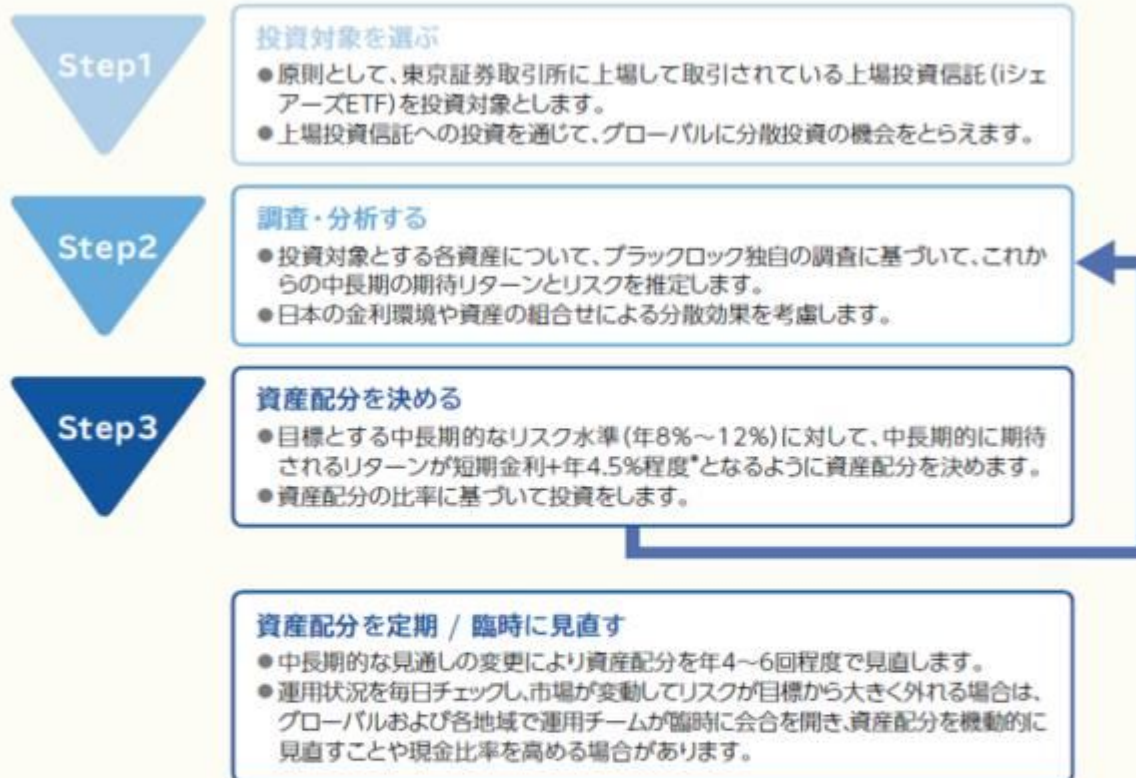 Step1
投資対象を選ぶ
●原則として、東京証券取引所に上場して取引されている上場投資信託(iシェ
アーズETF)を投資対象とします。
●上場投資信託への投資を通じて、グローバルに分散投資の機会をとらえます。
Step2
調査・分析する
●投資対象とする各資産について、ブラックロック独自の調査に基づいて、これか
らの中長期の期待リターンとリスクを推定します。
●日本の金利環境や資産の組合せによる分散効果を考慮します。
Step3
資産配分を決める
●目標とする中長期的なリスク水準(年8%～12%)に対して、中長期的に期待
されるリターンが短期金利+年4.5%程度*となるように資産配分を決めます。
●資産配分の比率に基づいて投資をします。
資産配分を定期 / 臨時に見直す
●中長期的な見通しの変更により資産配分を年4～6回程度で見直します。
●運用状況を毎日チェックし、市場が変動してリスクが目標から大きく外れる場合は、
グローバルおよび各地域で運用チームが臨時に会合を開き、資産配分を機動的に
見直すことや現金比率を高める場合があります。